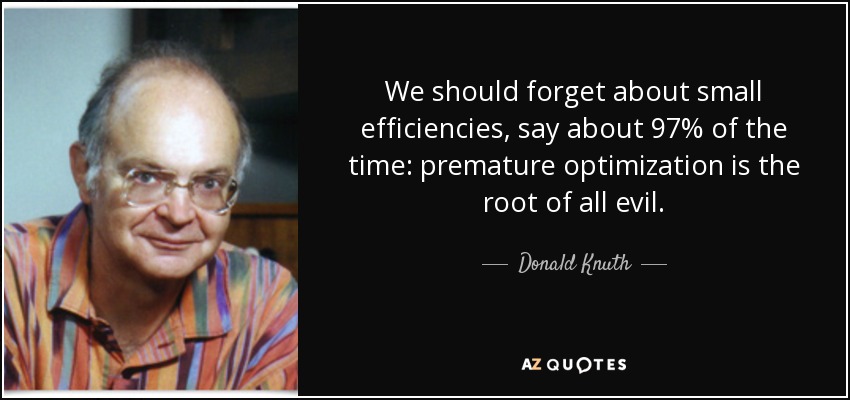 We should forget about small
efficiencies, say about 97% of the
time: premature optimization is the
root of all evil.
Donald Knuth
AZ QUOTES